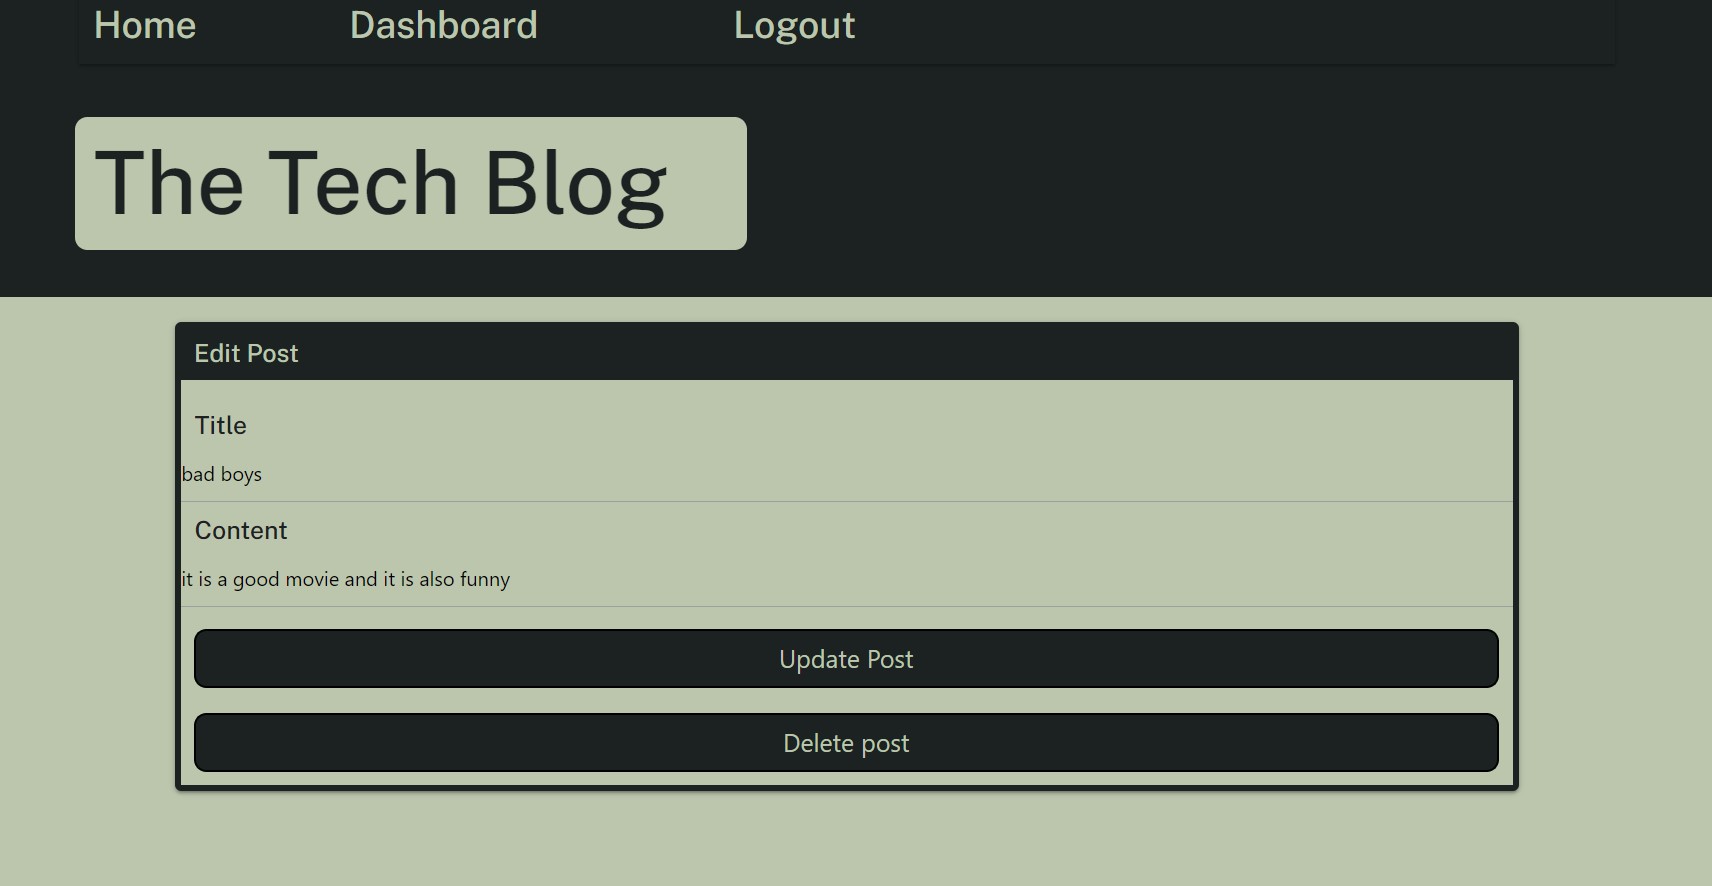 Home Dashboard Logout
The Tech Blog
Edit Post
Title
bad boys
Content
it is a good movie and it is also funny
Update Post
Delete post